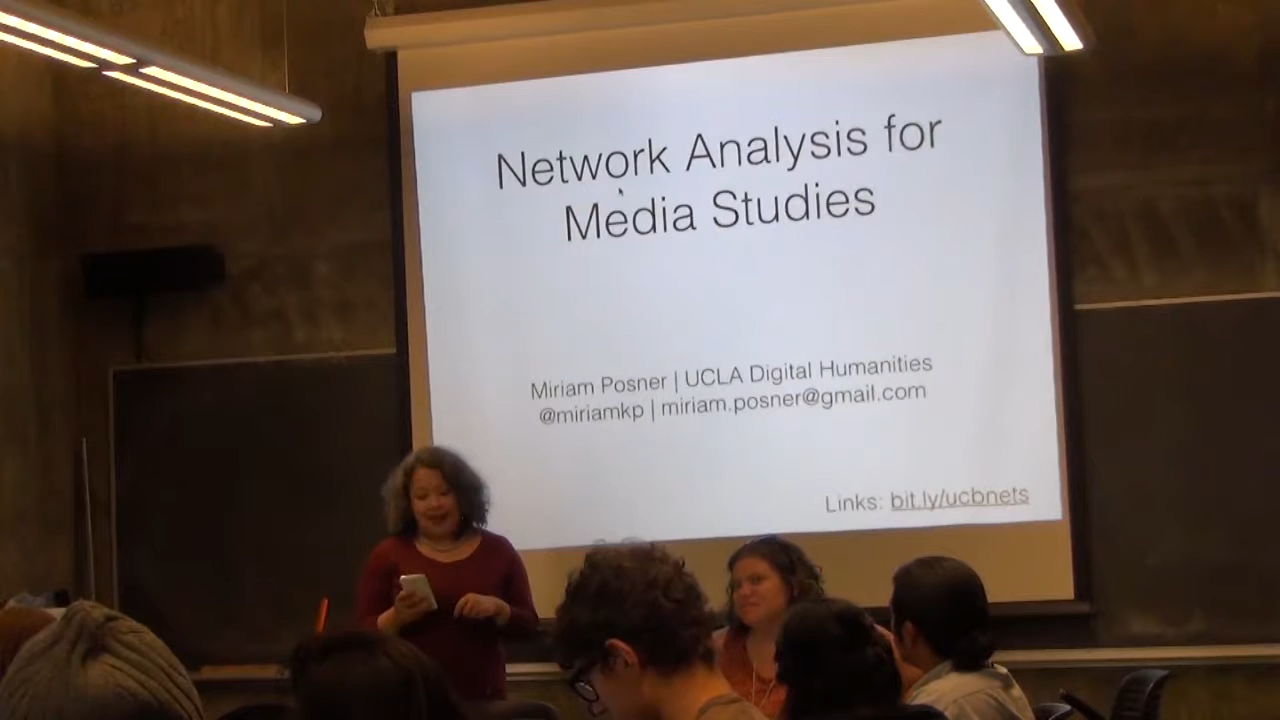 Network Analysis for
Media Studies
Miriam Posner | UCLA Digital Humanities
@miriamkp | miriam.posner@gmail.com
Links: bit.ly/ucbnets